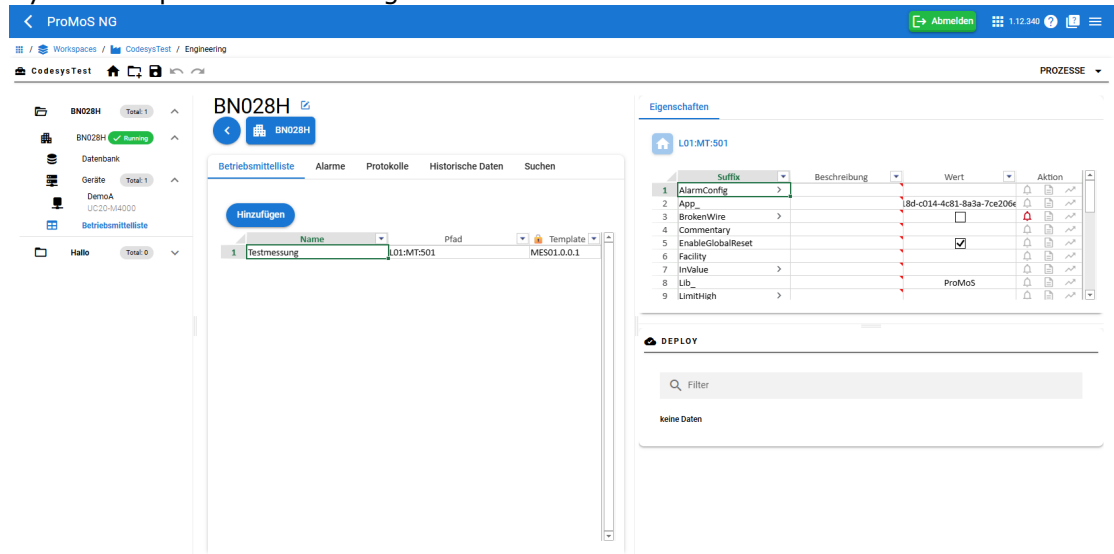 ProMoS NG
Abmelden
1.12.340
/ Workspaces / CodesysTest / Engineering
CodesysTest
PROZESSE
BN028H Total: 1
BN028H Running
Datenbank
Geräte Total: 1
DemoA
UC20-M4000
Betriebsmittelliste
Hallo Total: 0
BN028H
BN028H
Betriebsmittelliste Alarme Protokolle Historische Daten Suchen
Hinzufügen
Name Pfad Template
1 Testmessung L01:MT:501 MES01.0.0.1
Eigenschaften
L01:MT:501
Suffix Beschreibung Wert Aktion
1 AlarmConfig >
2 App_ 18d-c014-4c81-8a3a-7ce206e
3 BrokenWire >
4 Commentary
5 EnableGlobalReset
6 Facility
7 InValue >
8 Lib_ ProMoS
9 LimitHigh >
DEPLOY
Filter
keine Daten